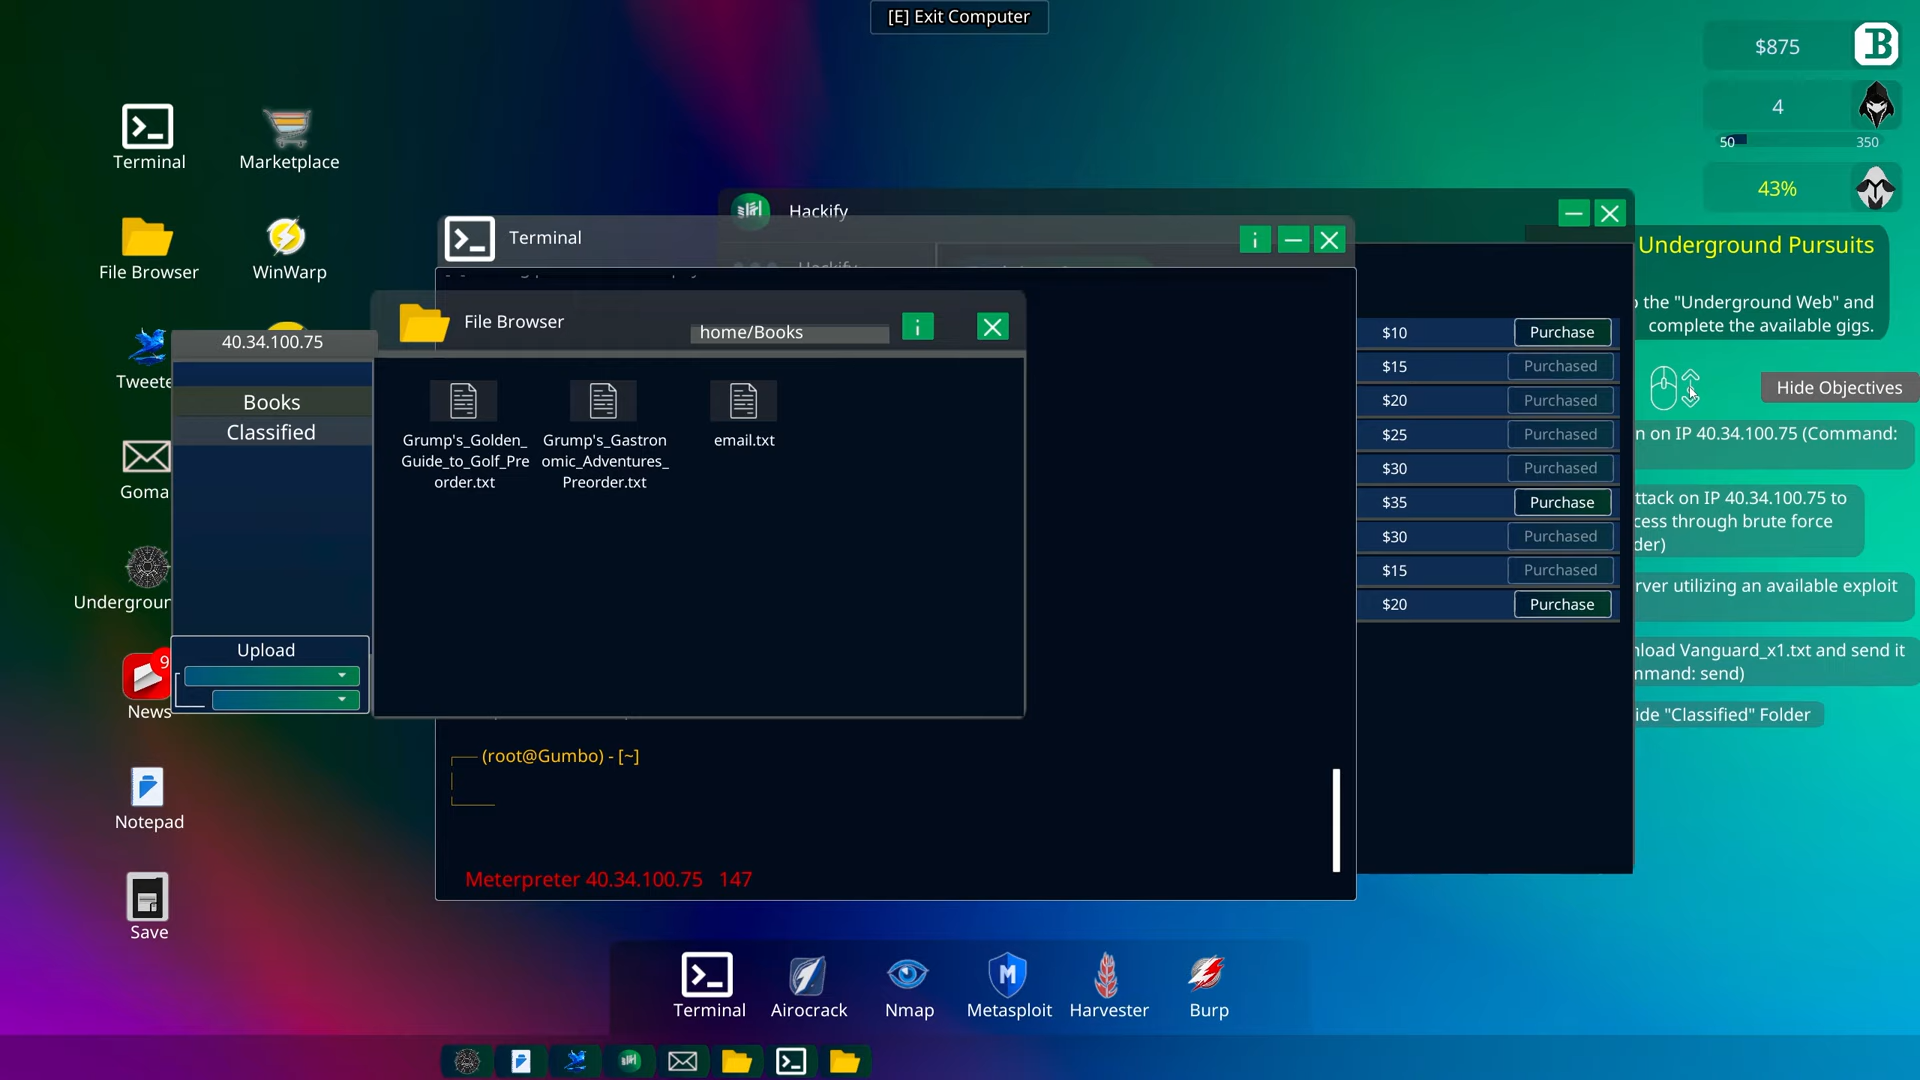 [E] Exit Computer
$875
4
50
350
43%
Terminal
Marketplace
File Browser
WinWarp
Tweete
Goma
Undergroun
9
News
Notepad
Save
Hackify
Terminal
i
Hackify
File Browser
home/Books
i
40.34.100.75
Books
Classified
Upload
Grump's_Golden_
Guide_to_Golf_Pre
order.txt
Grump's_Gastron
omic_Adventures_
Preorder.txt
email.txt
(root@Gumbo) - [~]
Meterpreter 40.34.100.75 147
$10 Purchase
$15 Purchased
$20 Purchased
$25 Purchased
$30 Purchased
$35 Purchase
$30 Purchased
$15 Purchased
$20 Purchase
Underground Pursuits
the "Underground Web" and
complete the available gigs.
Hide Objectives
n on IP 40.34.100.75 (Command:
ttack on IP 40.34.100.75 to
cess through brute force
der)
rver utilizing an available exploit
nload Vanguard_x1.txt and send it
nmand: send)
ide "Classified" Folder
Terminal
Airocrack
Nmap
Metasploit
Harvester
Burp